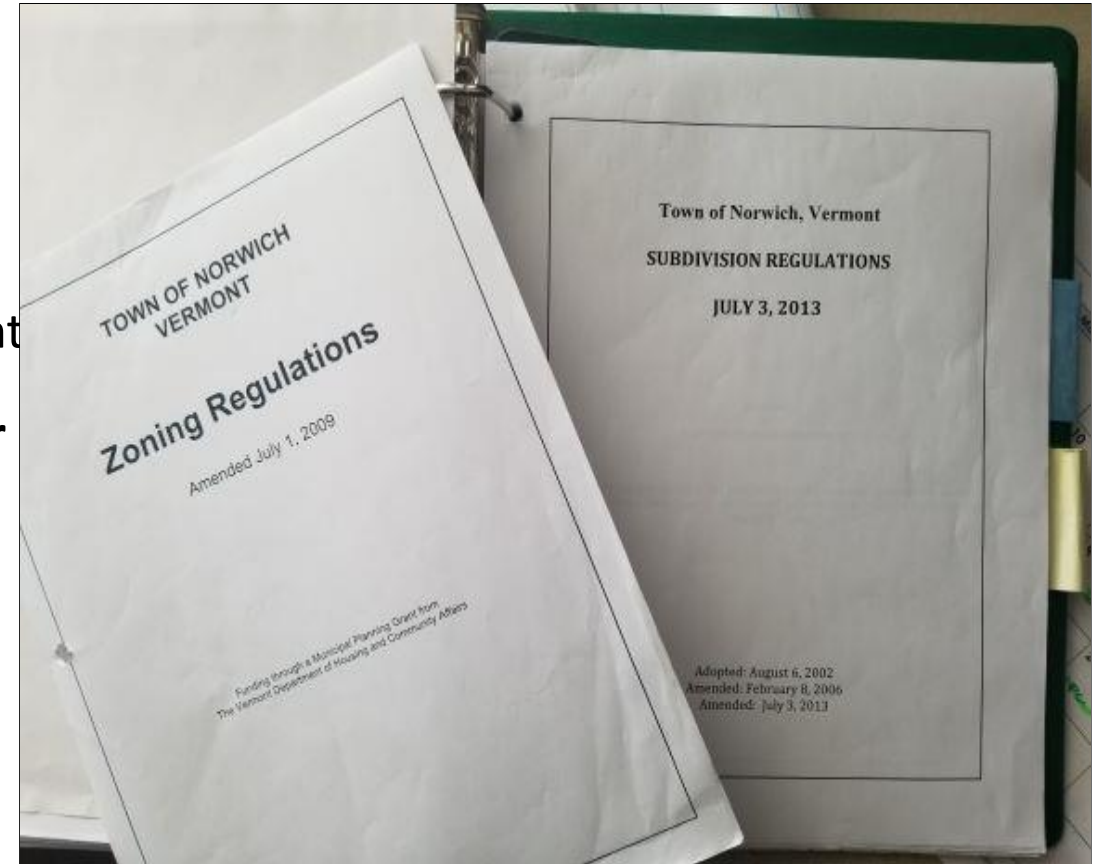 TOWN OF NORWICH
VERMONT
Zoning Regulations
Amended July 1, 2009
Funding through a Municipal Planning Grant from
The Vermont Department of Housing and Community Affairs
Town of Norwich, Vermont
SUBDIVISION REGULATIONS
JULY 3, 2013
Adopted: August 6, 2002
Amended: February 8, 2006
Amended: July 3, 2013